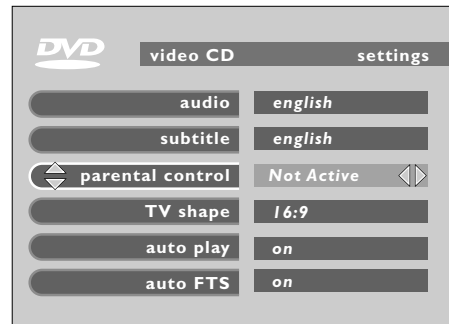 DVD video CD settings
audio english
subtitle english
parental control Not Active
TV shape 16:9
auto play on
auto FTS on